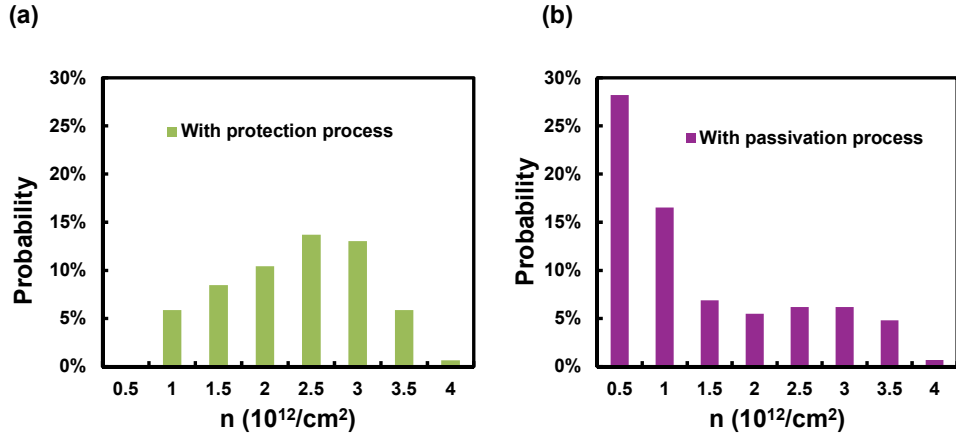 (a)
30%
25%
20%
15%
10%
5%
0%
Probability
With protection process
0.5 1 1.5 2 2.5 3 3.5 4
n (10¹²/cm²)
(b)
30%
25%
20%
15%
10%
5%
0%
Probability
With passivation process
0.5 1 1.5 2 2.5 3 3.5 4
n (10¹²/cm²)